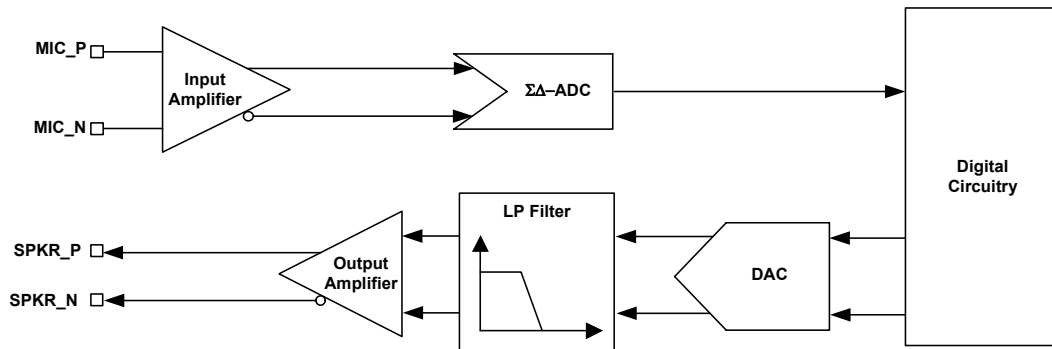 MIC_P
Input
Amplifier
MIC_N
ΣΔ–ADC
Digital
Circuitry
LP Filter
SPKR_P
Output
Amplifier
SPKR_N
DAC